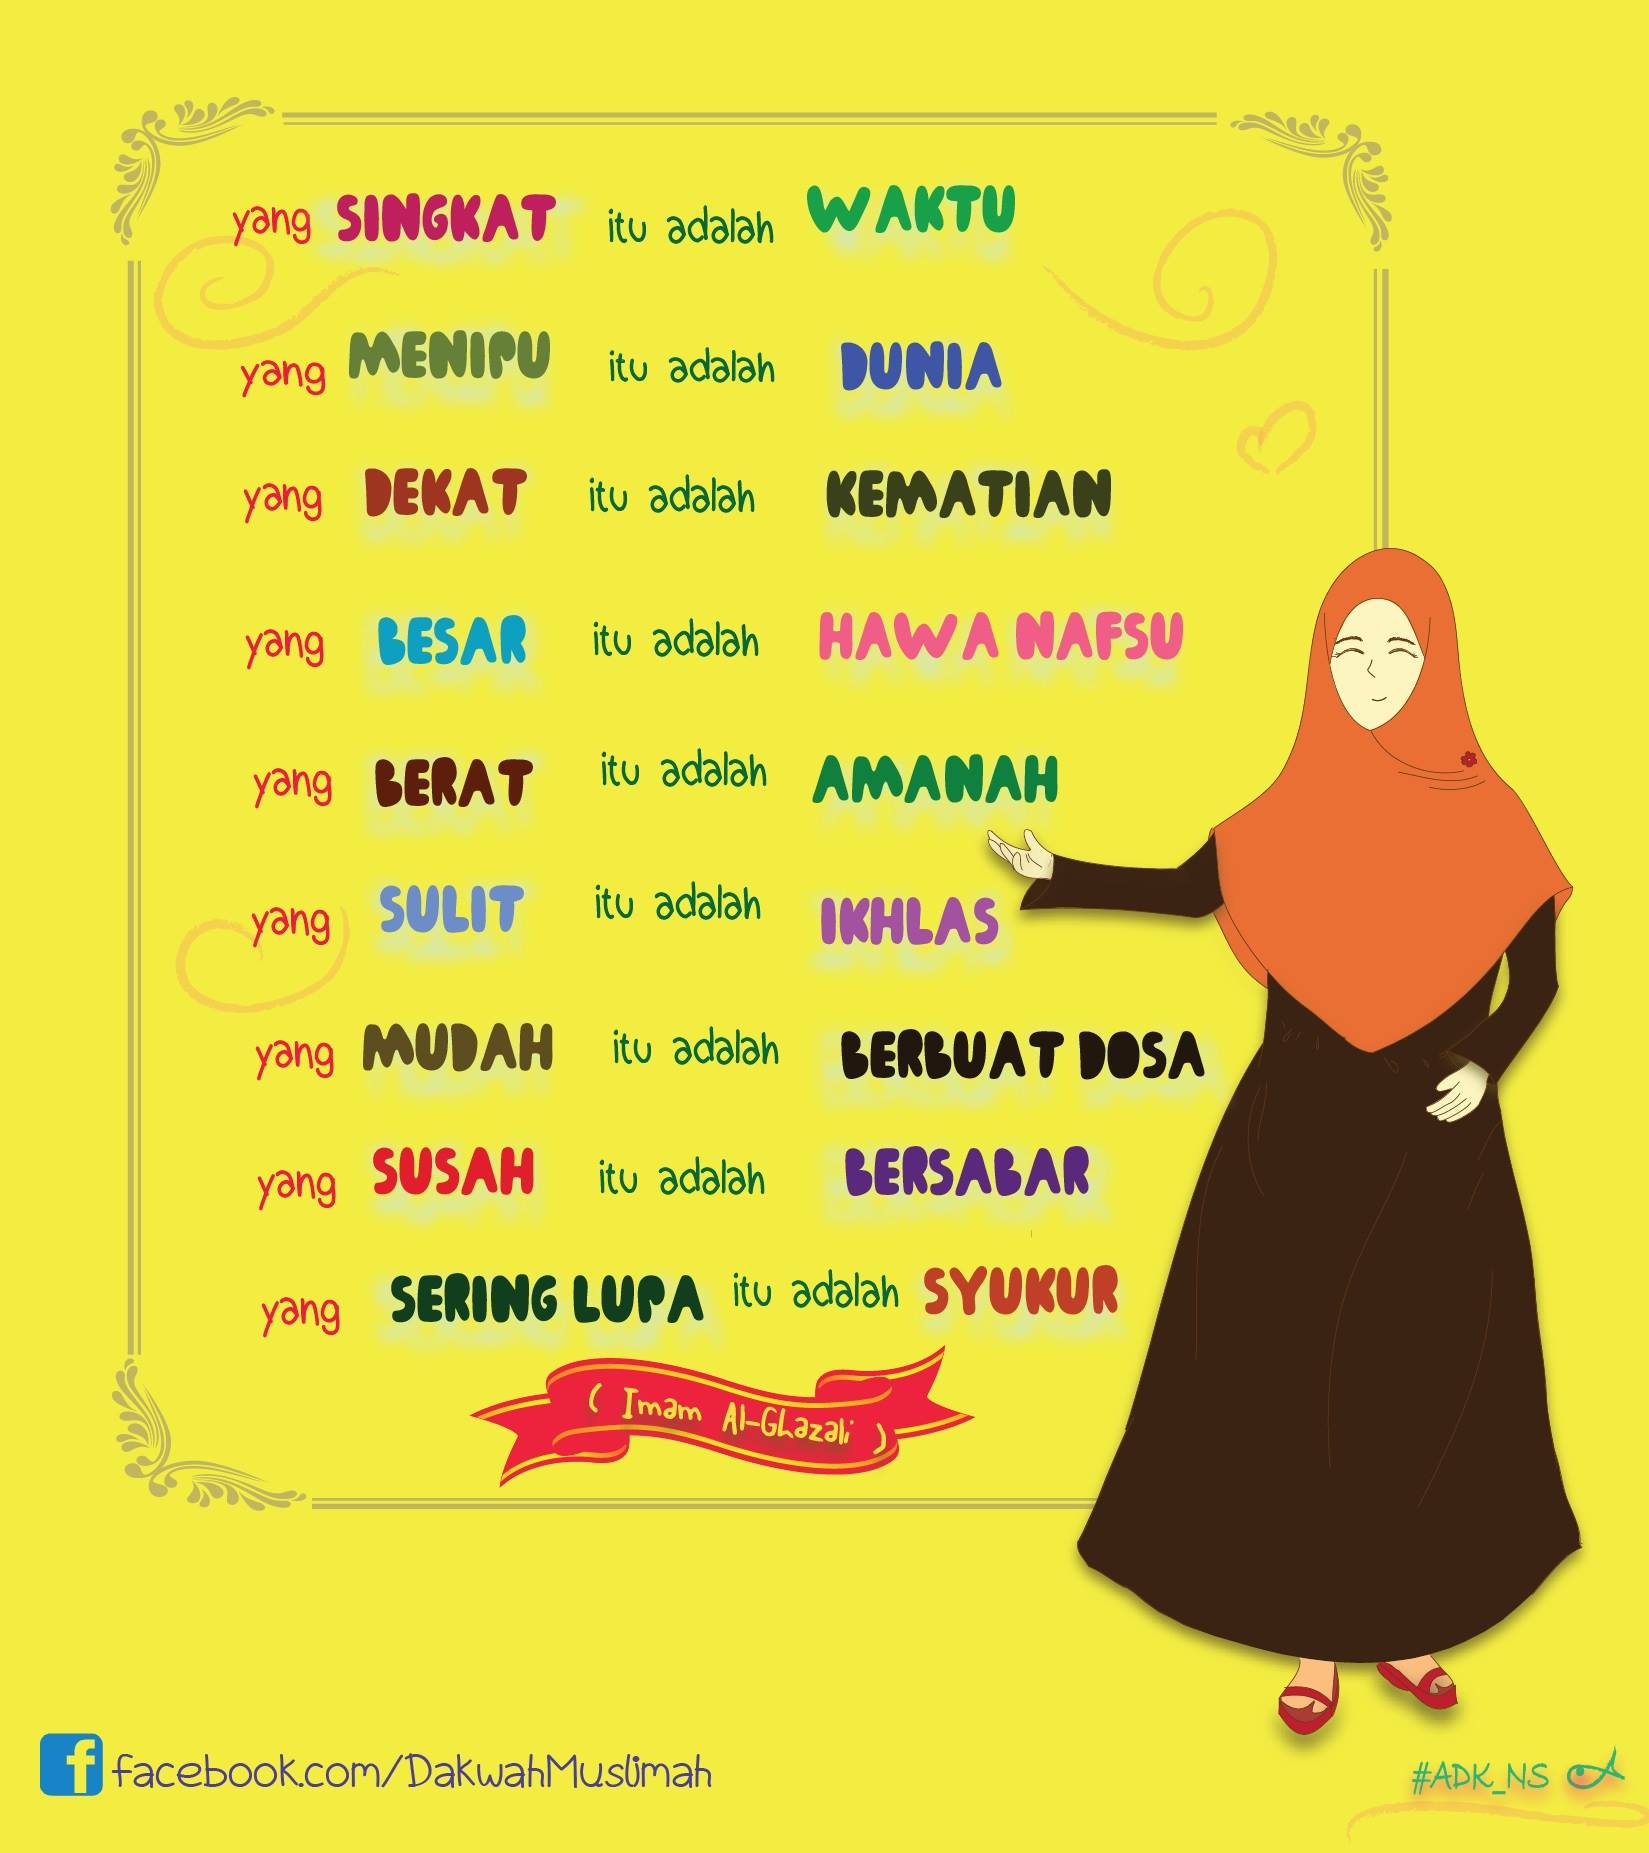 yang SINGKAT itu adalah WAKTU
yang MENIPU itu adalah DUNIA
yang DEKAT itu adalah KEMATIAN
yang BESAR itu adalah HAWA NAFSU
yang BERAT itu adalah AMANAH
yang SULIT itu adalah IKHLAS
yang MUDAH itu adalah BERBUAT DOSA
yang SUSAH itu adalah BERSABAR
yang SERING LUPA itu adalah SYUKUR
( Imam Al-Ghazali )
facebook.com/DakwahMuslimah
#ADK_NS